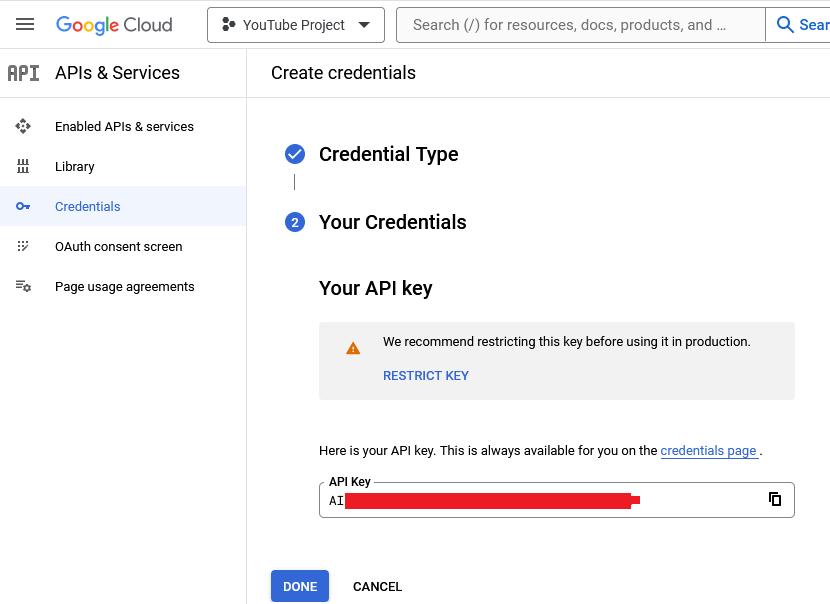 Google Cloud
YouTube Project
Search (/) for resources, docs, products, and …
Sear
API
APIs & Services
Create credentials
Enabled APIs & services
Library
Credentials
OAuth consent screen
Page usage agreements
Credential Type
2
Your Credentials
Your API key
We recommend restricting this key before using it in production.
RESTRICT KEY
Here is your API key. This is always available for you on the credentials page .
API Key
AI
DONE
CANCEL